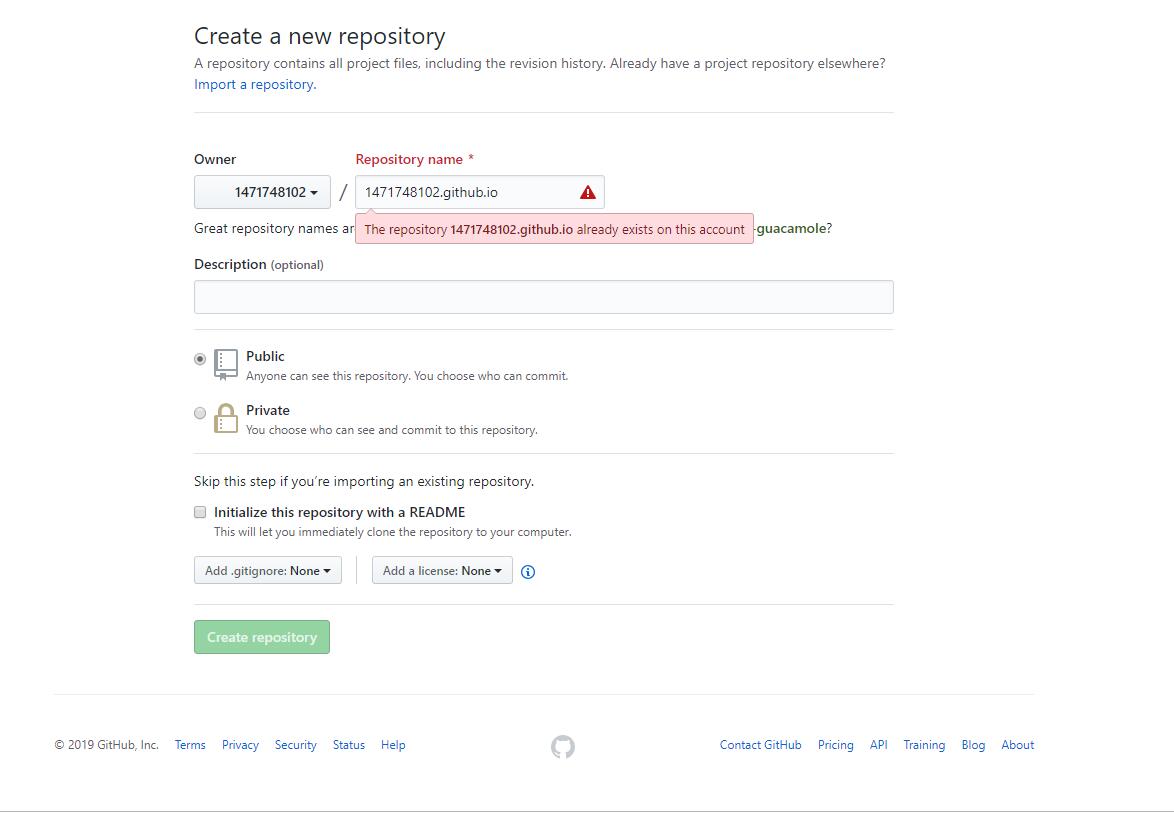 Create a new repository
A repository contains all project files, including the revision history. Already have a project repository elsewhere?
Import a repository.
Owner
Repository name *
1471748102
/
1471748102.github.io
Great repository names ar
The repository 1471748102.github.io already exists on this account
-guacamole?
Description (optional)
Public
Anyone can see this repository. You choose who can commit.
Private
You choose who can see and commit to this repository.
Skip this step if you’re importing an existing repository.
Initialize this repository with a README
This will let you immediately clone the repository to your computer.
Add .gitignore: None
Add a license: None
Create repository
© 2019 GitHub, Inc. Terms Privacy Security Status Help
Contact GitHub Pricing API Training Blog About